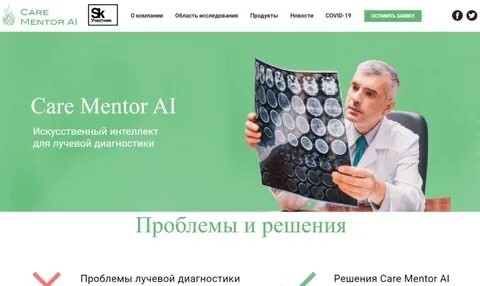 CARE
MENTOR AI
Sk
Участник
О компании
Область исследования
Продукты
Новости
COVID-19
ОСТАВИТЬ ЗАЯВКУ
Care Mentor AI
Искусственный интеллект
для лучевой диагностики
Проблемы и решения
Проблемы лучевой диагностики
Решения Care Mentor AI